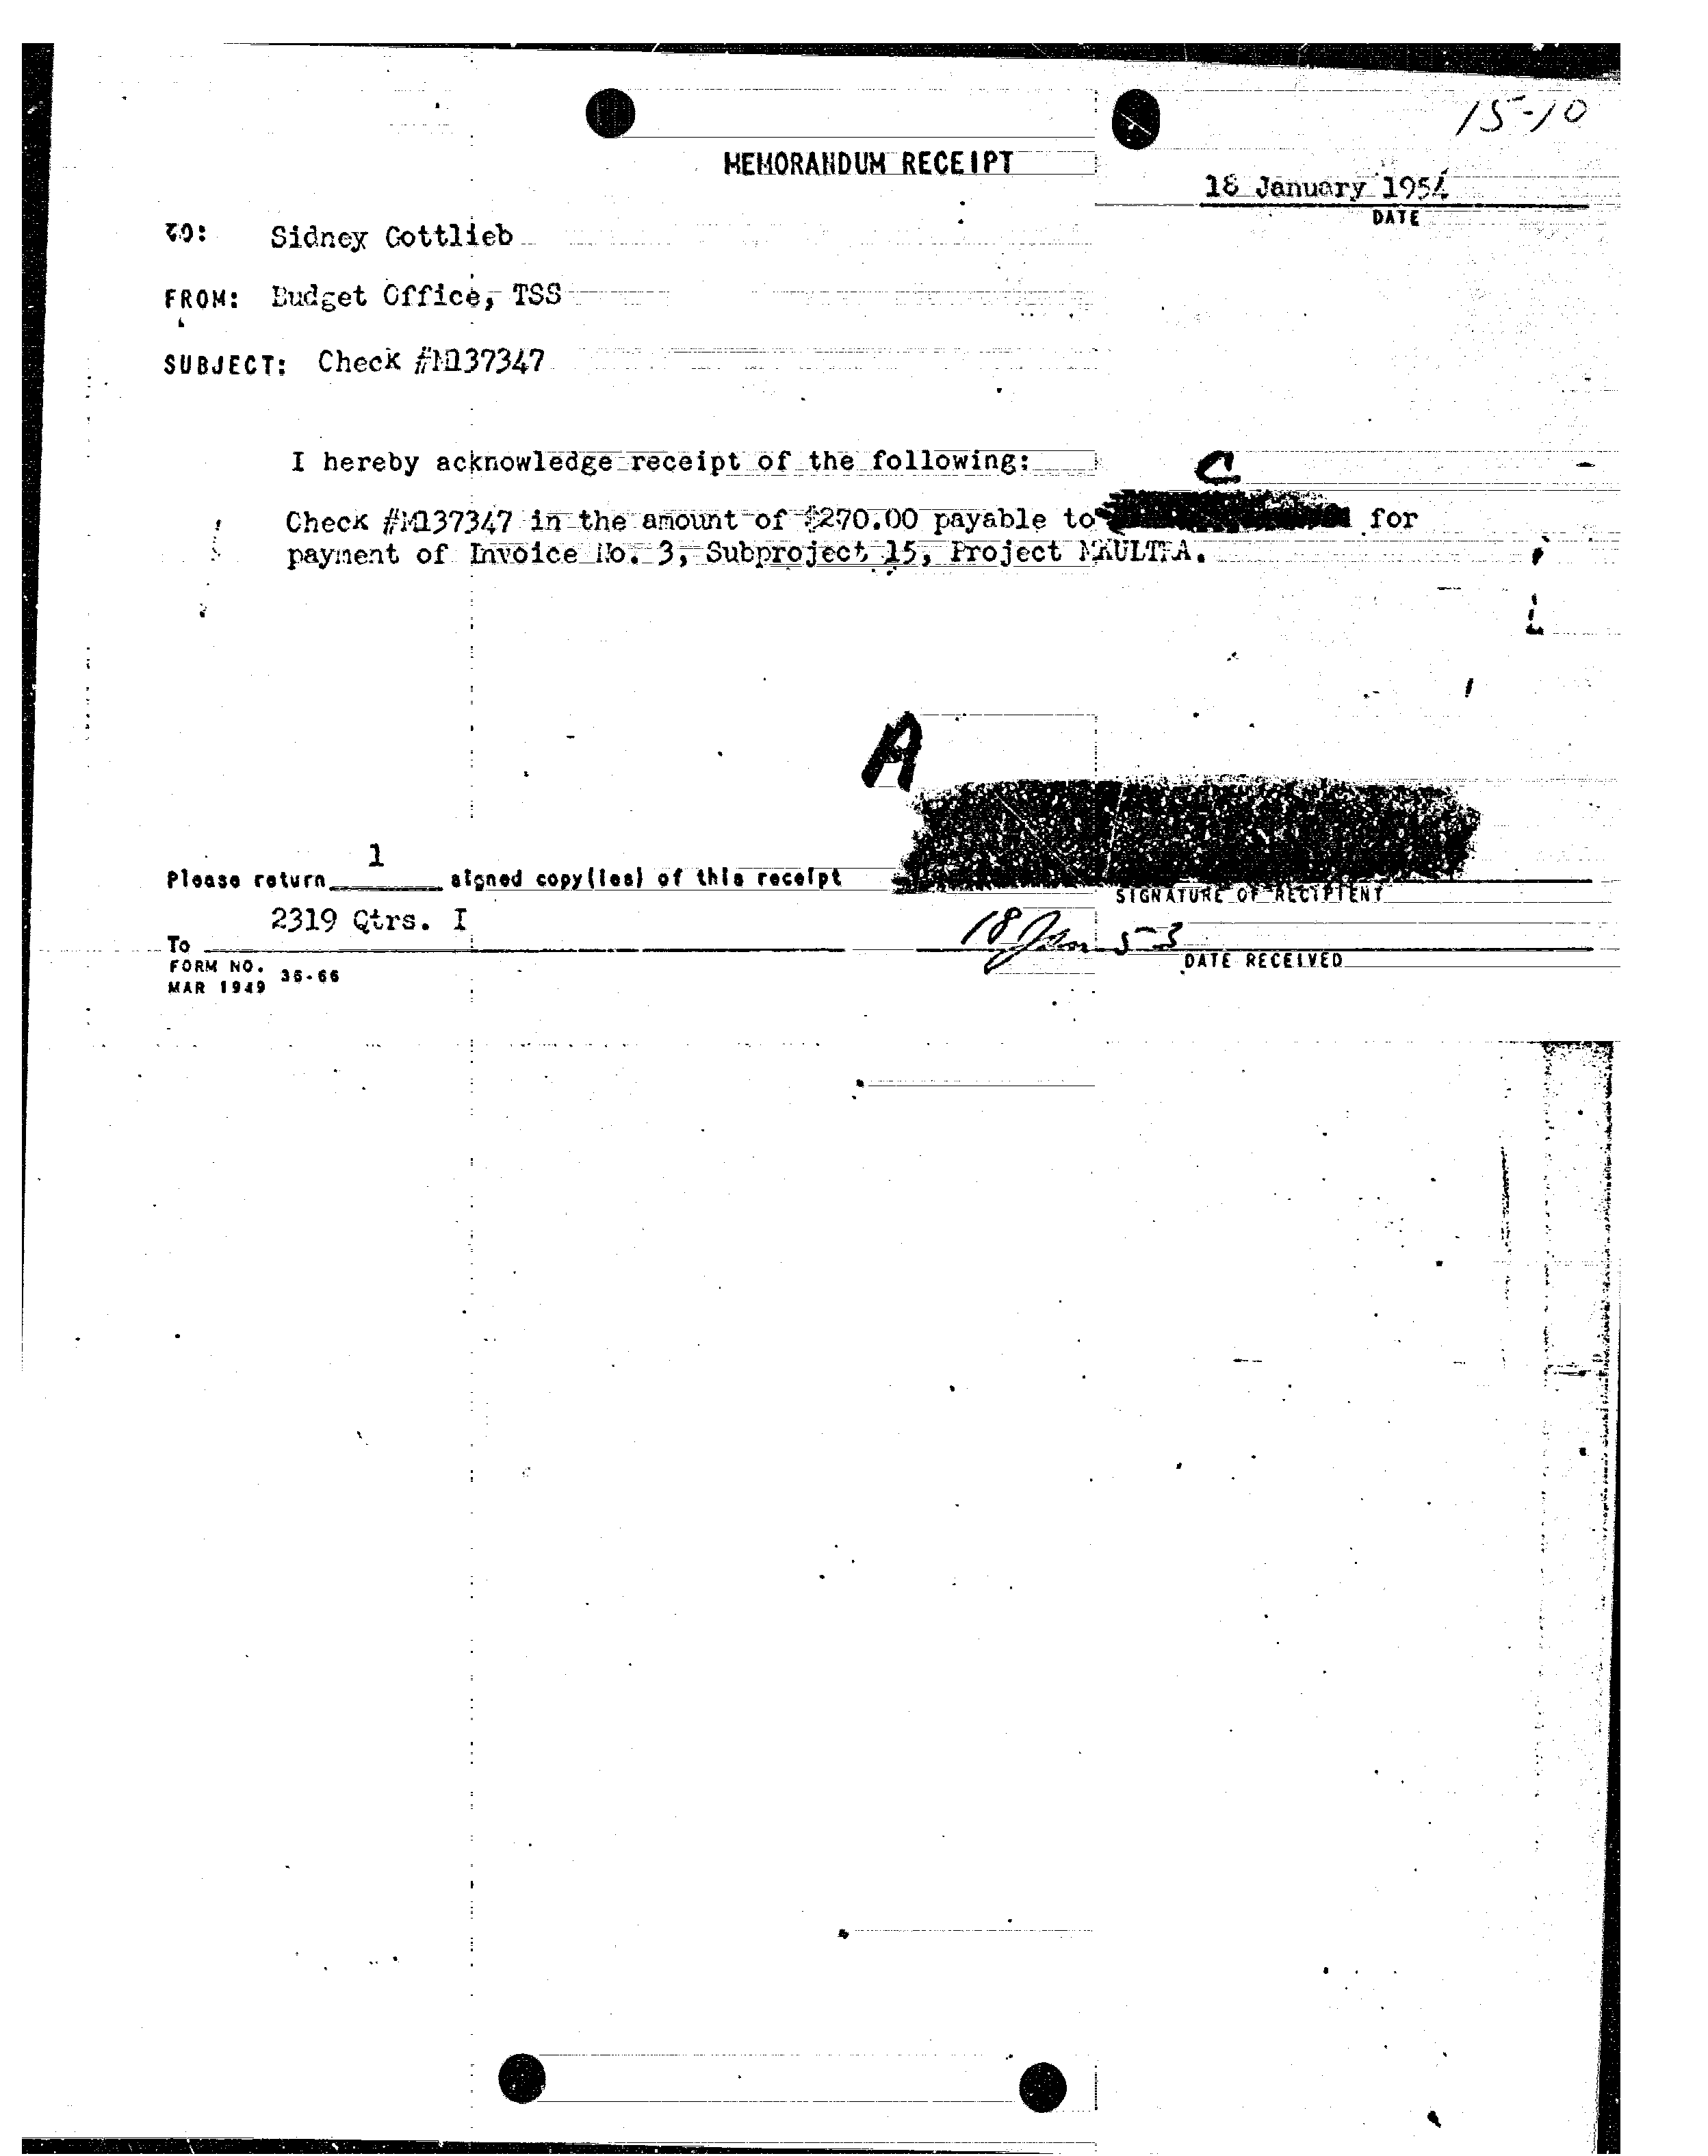 15-10
MEMORANDUM RECEIPT
18 January 1954
DATE
TO: Sidney Gottlieb
FROM: Budget Office, TSS
SUBJECT: Check #M137347
I hereby acknowledge receipt of the following:
C
Check #M137347 in the amount of $270.00 payable to for
payment of Invoice No. 3, Subproject 15, Project MKULTRA.
A
Please return 1 signed copy(ies) of this receipt
SIGNATURE OF RECIPIENT
2319 Qtrs. I
To
18 Jan 53
DATE RECEIVED
FORM NO. 36-66
MAR 1949